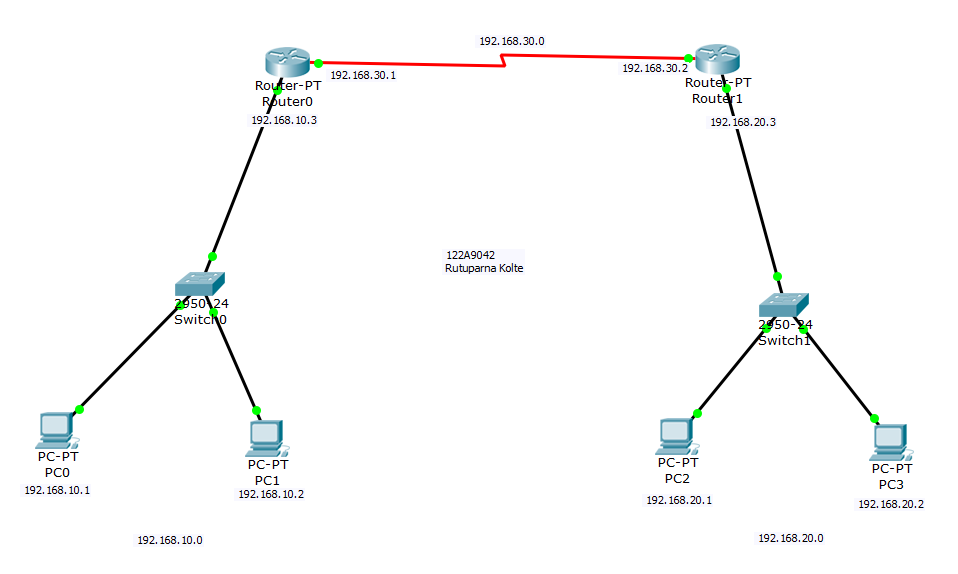 192.168.30.0
192.168.30.1
192.168.30.2
Router-PT
Router0
Router-PT
Router1
192.168.10.3
192.168.20.3
122A9042
Rutuparna Kolte
2950-24
Switch0
2950-24
Switch1
PC-PT
PC0
192.168.10.1
PC-PT
PC1
192.168.10.2
PC-PT
PC2
192.168.20.1
PC-PT
PC3
192.168.20.2
192.168.10.0
192.168.20.0